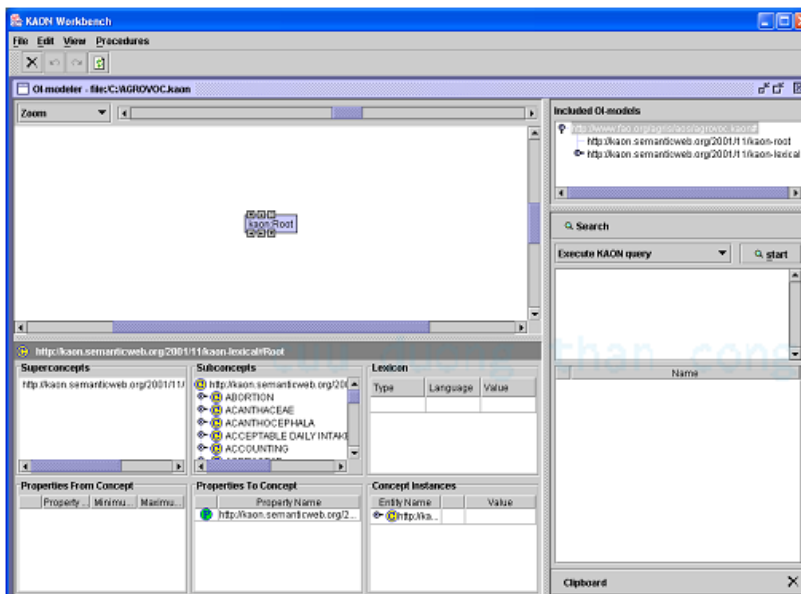 KAON Workbench
File Edit View Procedures
OI-modeler - file:/C:/AGROVOC.kaon
Zoom
kaon:Root
Included OI-models
http://www.fao.org/agris/aos/agrovoc.kaon#
http://kaon.semanticweb.org/2001/11/kaon-root
http://kaon.semanticweb.org/2001/11/kaon-lexical
Search
Execute KAON query
start
Name
Clipboard
http://kaon.semanticweb.org/2001/11/kaon-lexical#Root
Superconcepts
http://kaon.semanticweb.org/2001/11/
Subconcepts
http://kaon.semanticweb.org/200
ABORTION
ACANTHACEAE
ACANTHOCEPHALA
ACCEPTABLE DAILY INTAKE
ACCOUNTING
Lexicon
Type Language Value
Properties From Concept
Property ... Minimu... Maximu...
Properties To Concept
Property Name
http://kaon.semanticweb.org/2...
Concept Instances
Entity Name Value
http://ka...
than cong